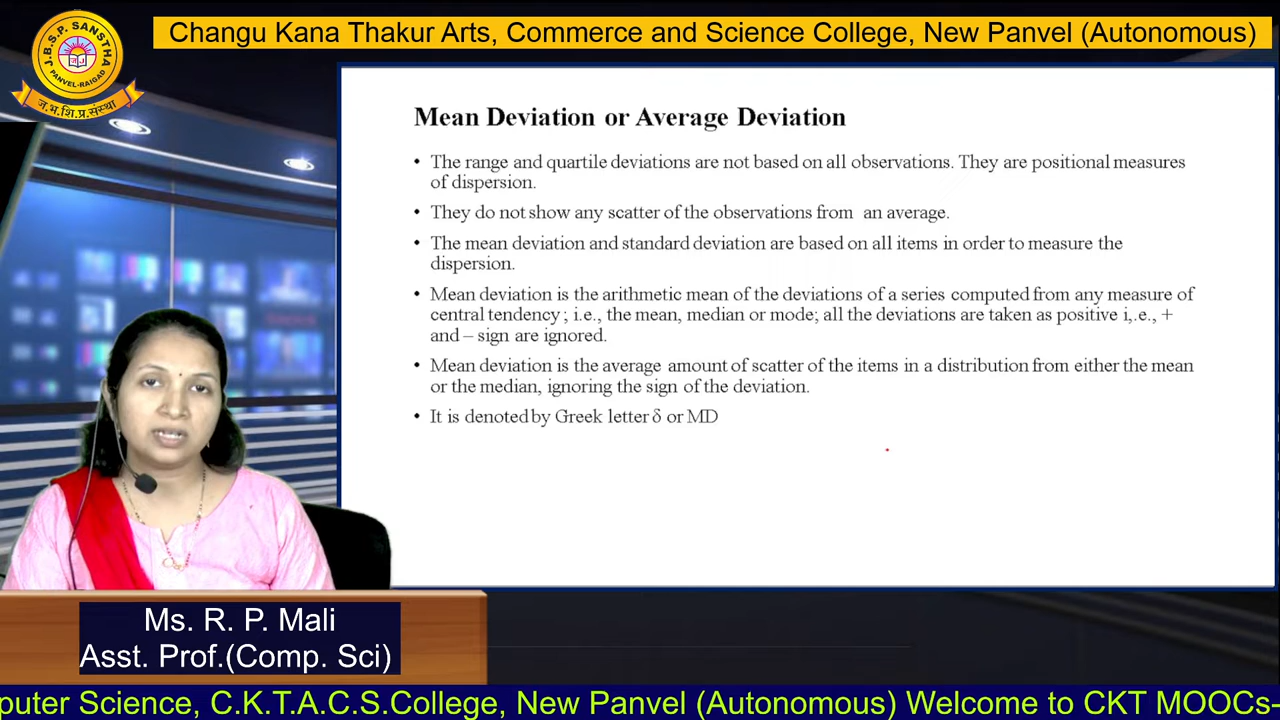 Changu Kana Thakur Arts, Commerce and Science College, New Panvel (Autonomous)
J.B.S.P. SANSTHA
PANVEL-RAIGAD
ज.भ.शि.प्र.संस्था
Mean Deviation or Average Deviation
• The range and quartile deviations are not based on all observations. They are positional measures
of dispersion.
• They do not show any scatter of the observations from an average.
• The mean deviation and standard deviation are based on all items in order to measure the
dispersion.
• Mean deviation is the arithmetic mean of the deviations of a series computed from any measure of
central tendency ; i.e., the mean, median or mode; all the deviations are taken as positive i,.e., +
and – sign are ignored.
• Mean deviation is the average amount of scatter of the items in a distribution from either the mean
or the median, ignoring the sign of the deviation.
• It is denoted by Greek letter δ or MD
Ms. R. P. Mali
Asst. Prof.(Comp. Sci)
puter Science, C.K.T.A.C.S.College, New Panvel (Autonomous) Welcome to CKT MOOCs-